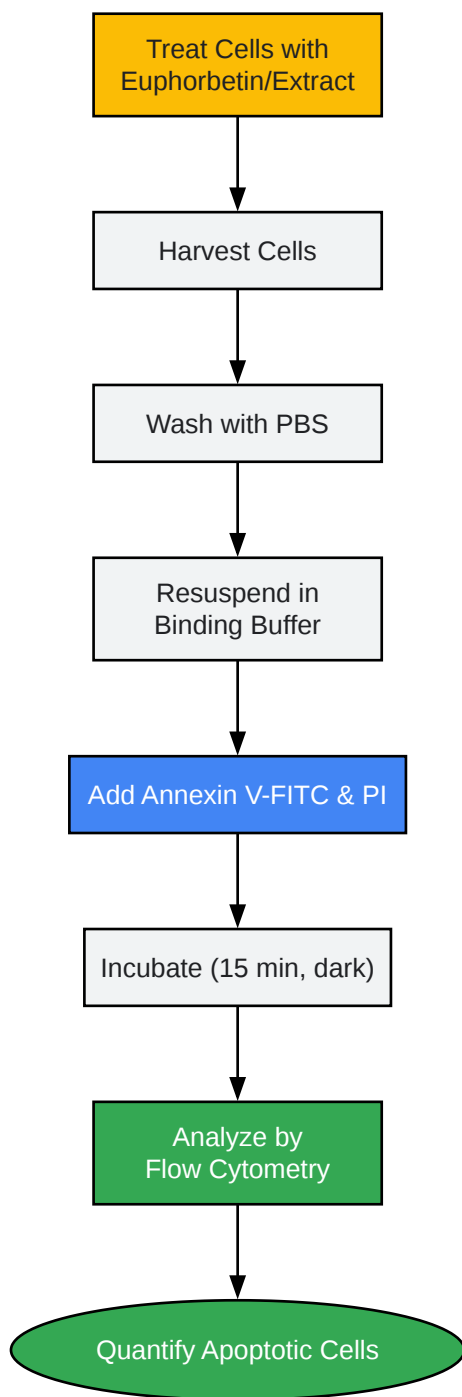 Treat Cells with
Euphorbetin/Extract
Harvest Cells
Wash with PBS
Resuspend in
Binding Buffer
Add Annexin V-FITC & PI
Incubate (15 min, dark)
Analyze by
Flow Cytometry
Quantify Apoptotic Cells